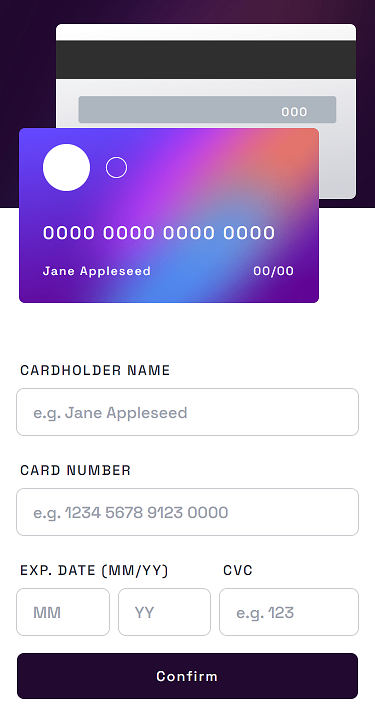 000
0000 0000 0000 0000
Jane Appleseed 00/00
CARDHOLDER NAME
e.g. Jane Appleseed
CARD NUMBER
e.g. 1234 5678 9123 0000
EXP. DATE (MM/YY) CVC
MM YY e.g. 123
Confirm